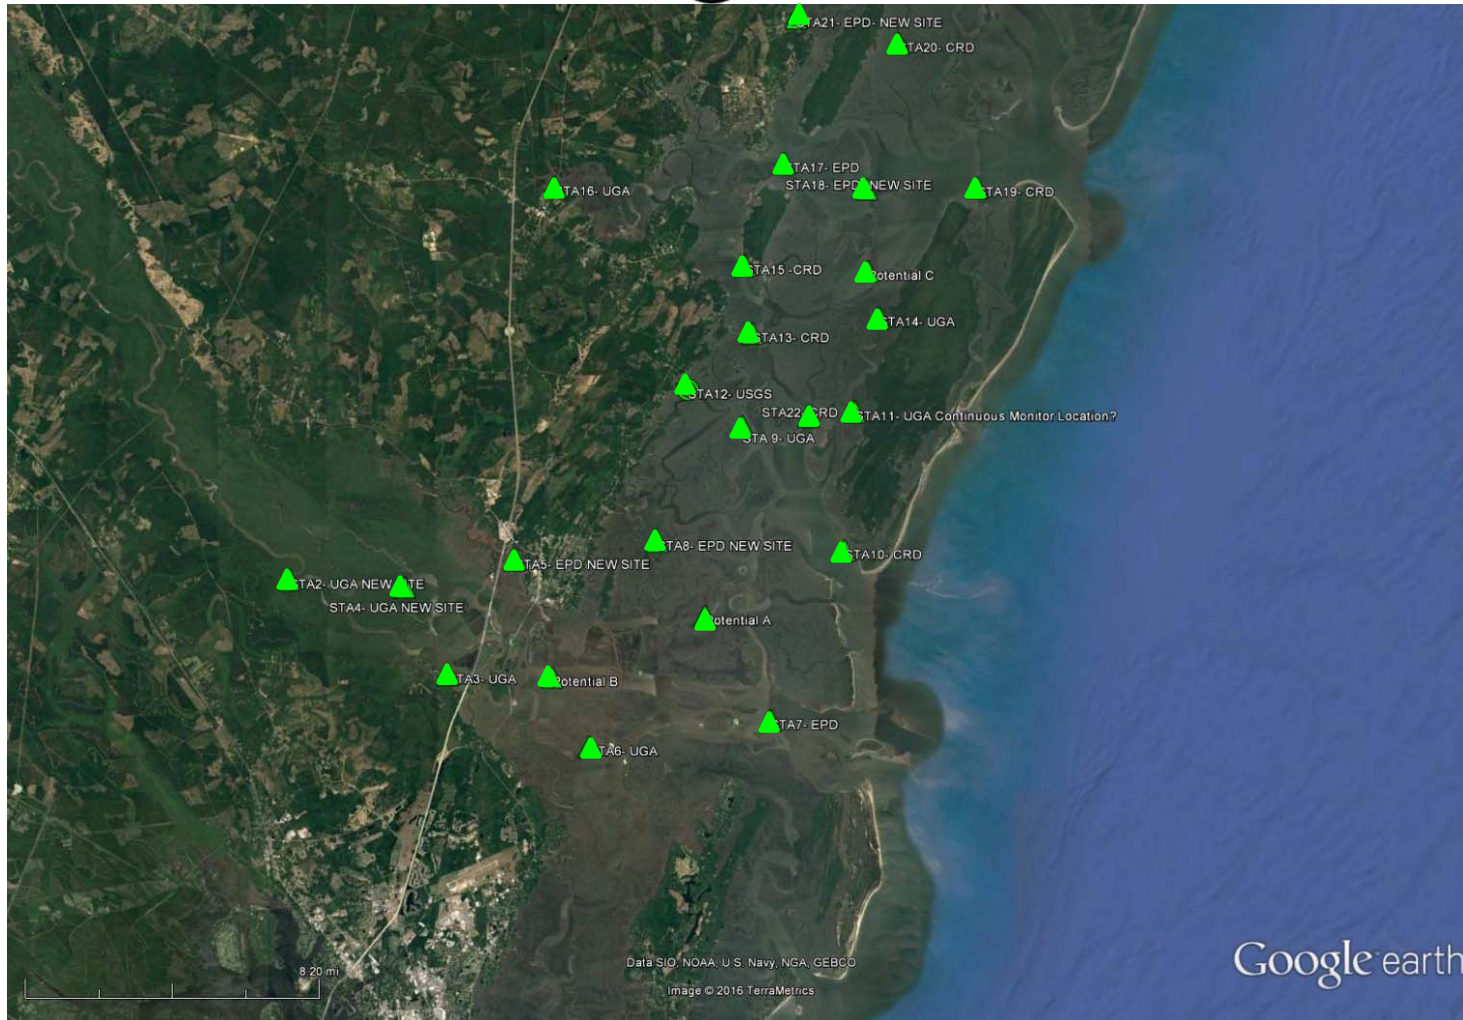 STA21- EPD- NEW SITE
STA20- CRD
STA17- EPD
STA18- EPD NEW SITE
STA16- UGA
STA19- CRD
STA15 -CRD
Potential C
STA14- UGA
STA13- CRD
STA12- USGS
STA22- CRD
STA11- UGA Continuous Monitor Location?
STA 9- UGA
STA8- EPD NEW SITE
STA10- CRD
STA5- EPD NEW SITE
STA2- UGA NEW SITE
STA4- UGA NEW SITE
Potential A
STA3- UGA
Potential B
STA7- EPD
STA6- UGA
8.20 mi
Data SIO, NOAA, U.S. Navy, NGA, GEBCO
Image © 2016 TerraMetrics
Google earth